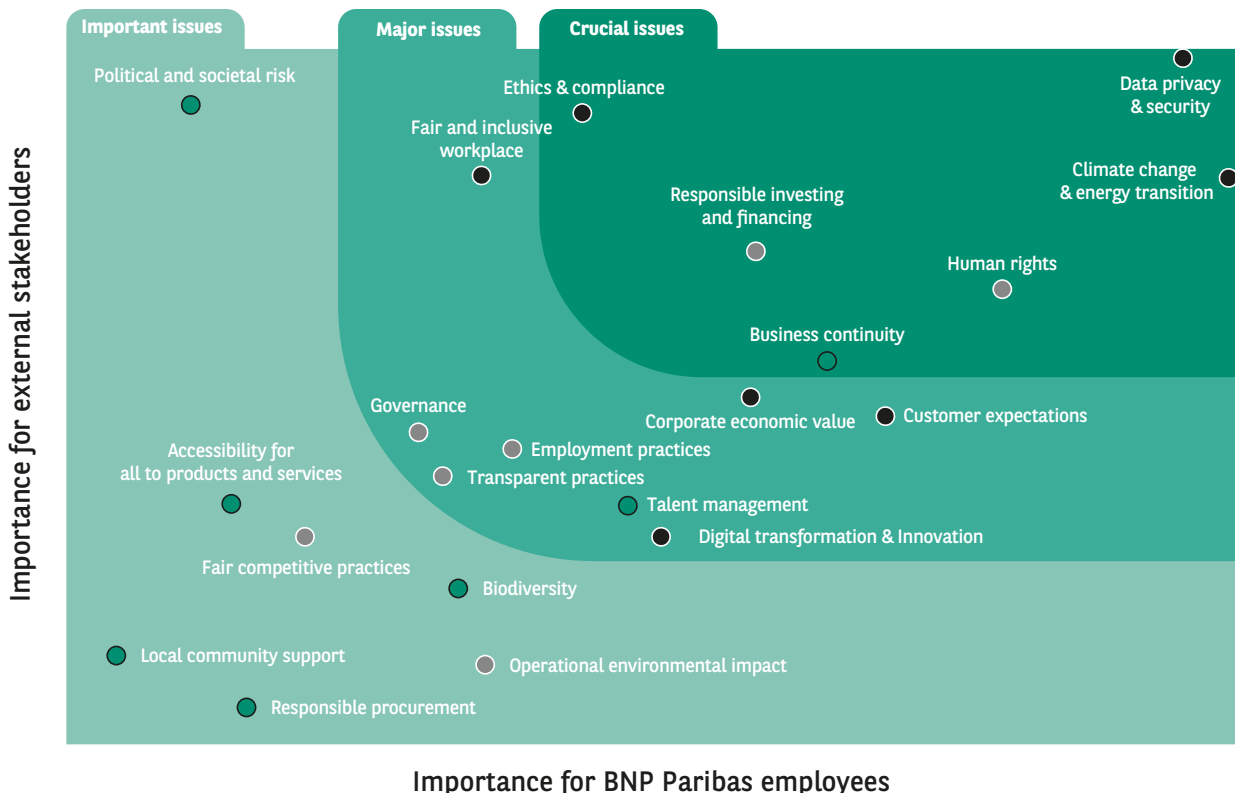 Important issues
Major issues
Crucial issues
Political and societal risk
Ethics & compliance
Data privacy
& security
Fair and inclusive
workplace
Climate change
& energy transition
Responsible investing
and financing
Human rights
Business continuity
Governance
Corporate economic value
Customer expectations
Accessibility for
all to products and services
Employment practices
Transparent practices
Talent management
Digital transformation & Innovation
Fair competitive practices
Biodiversity
Local community support
Operational environmental impact
Responsible procurement
Importance for external stakeholders
Importance for BNP Paribas employees